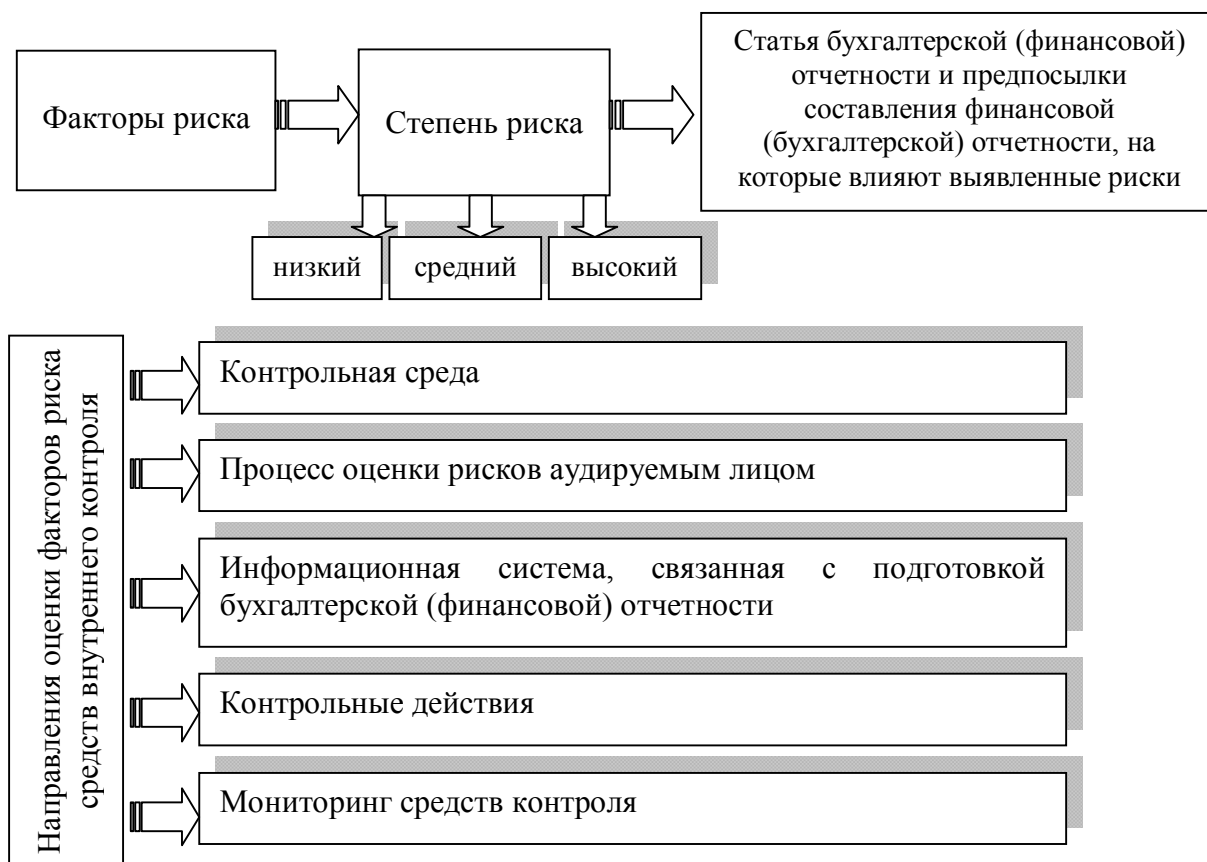 Факторы риска
Степень риска
Статья бухгалтерской (финансовой)
отчетности и предпосылки
составления финансовой
(бухгалтерской) отчетности, на
которые влияют выявленные риски
низкий
средний
высокий
Направления оценки факторов риска
средств внутреннего контроля
Контрольная среда
Процесс оценки рисков аудируемым лицом
Информационная система, связанная с подготовкой
бухгалтерской (финансовой) отчетности
Контрольные действия
Мониторинг средств контроля